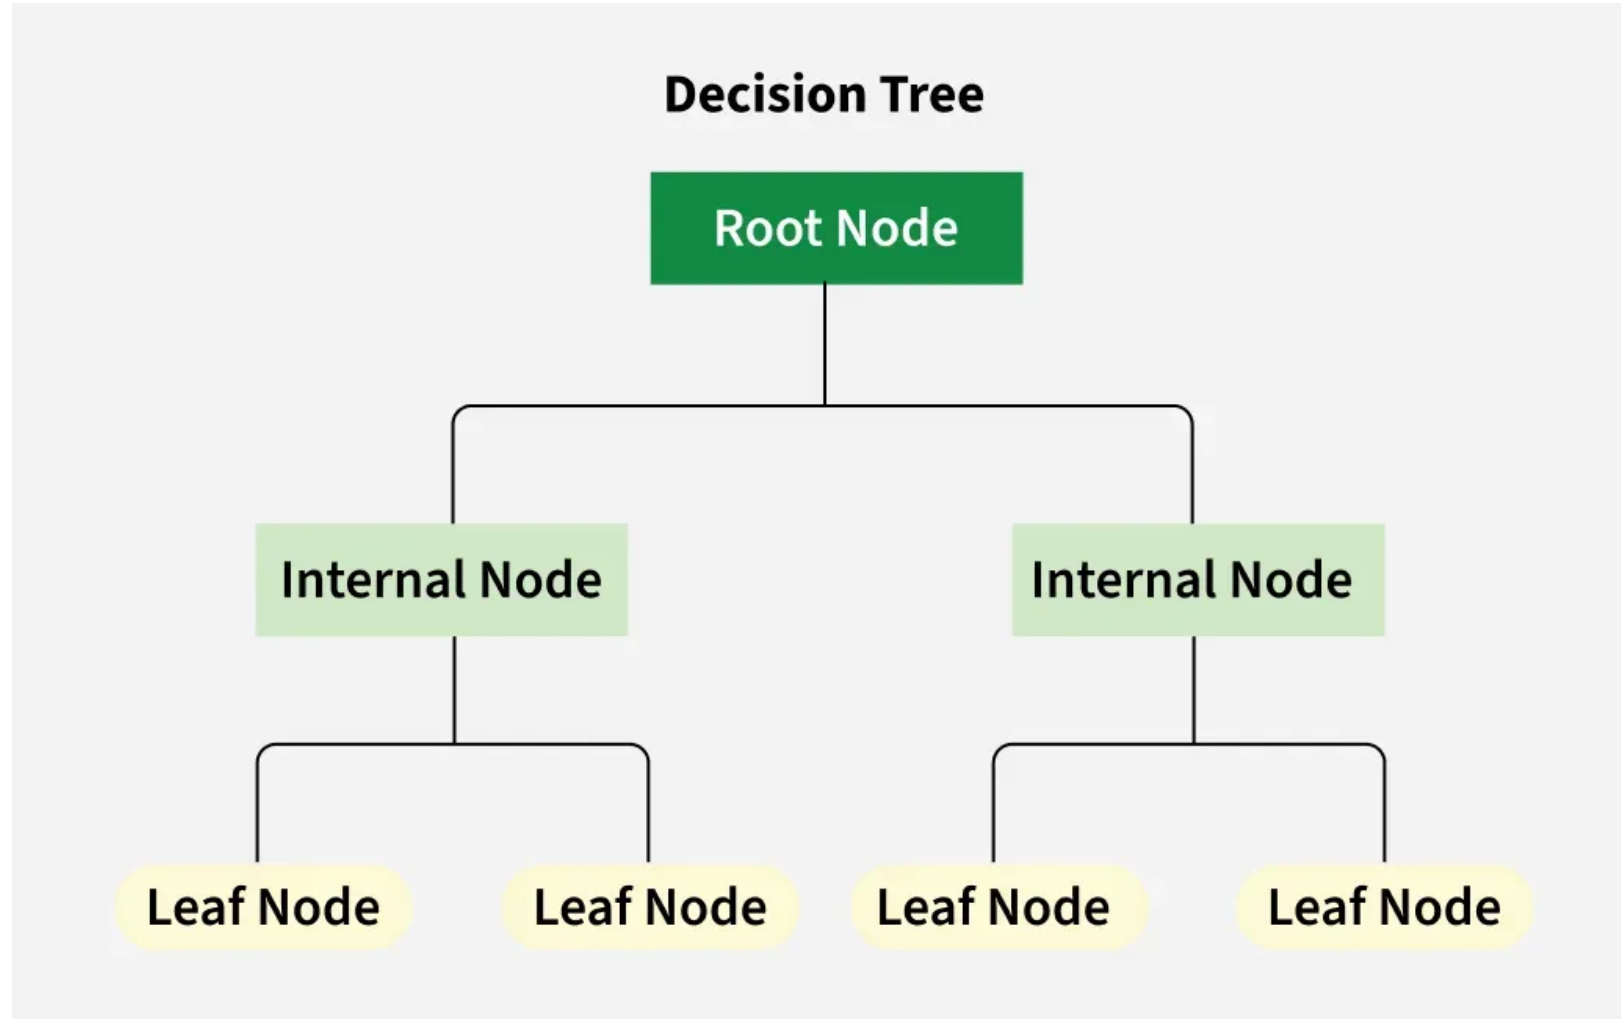 Decision Tree
Root Node
Internal Node
Internal Node
Leaf Node
Leaf Node
Leaf Node
Leaf Node